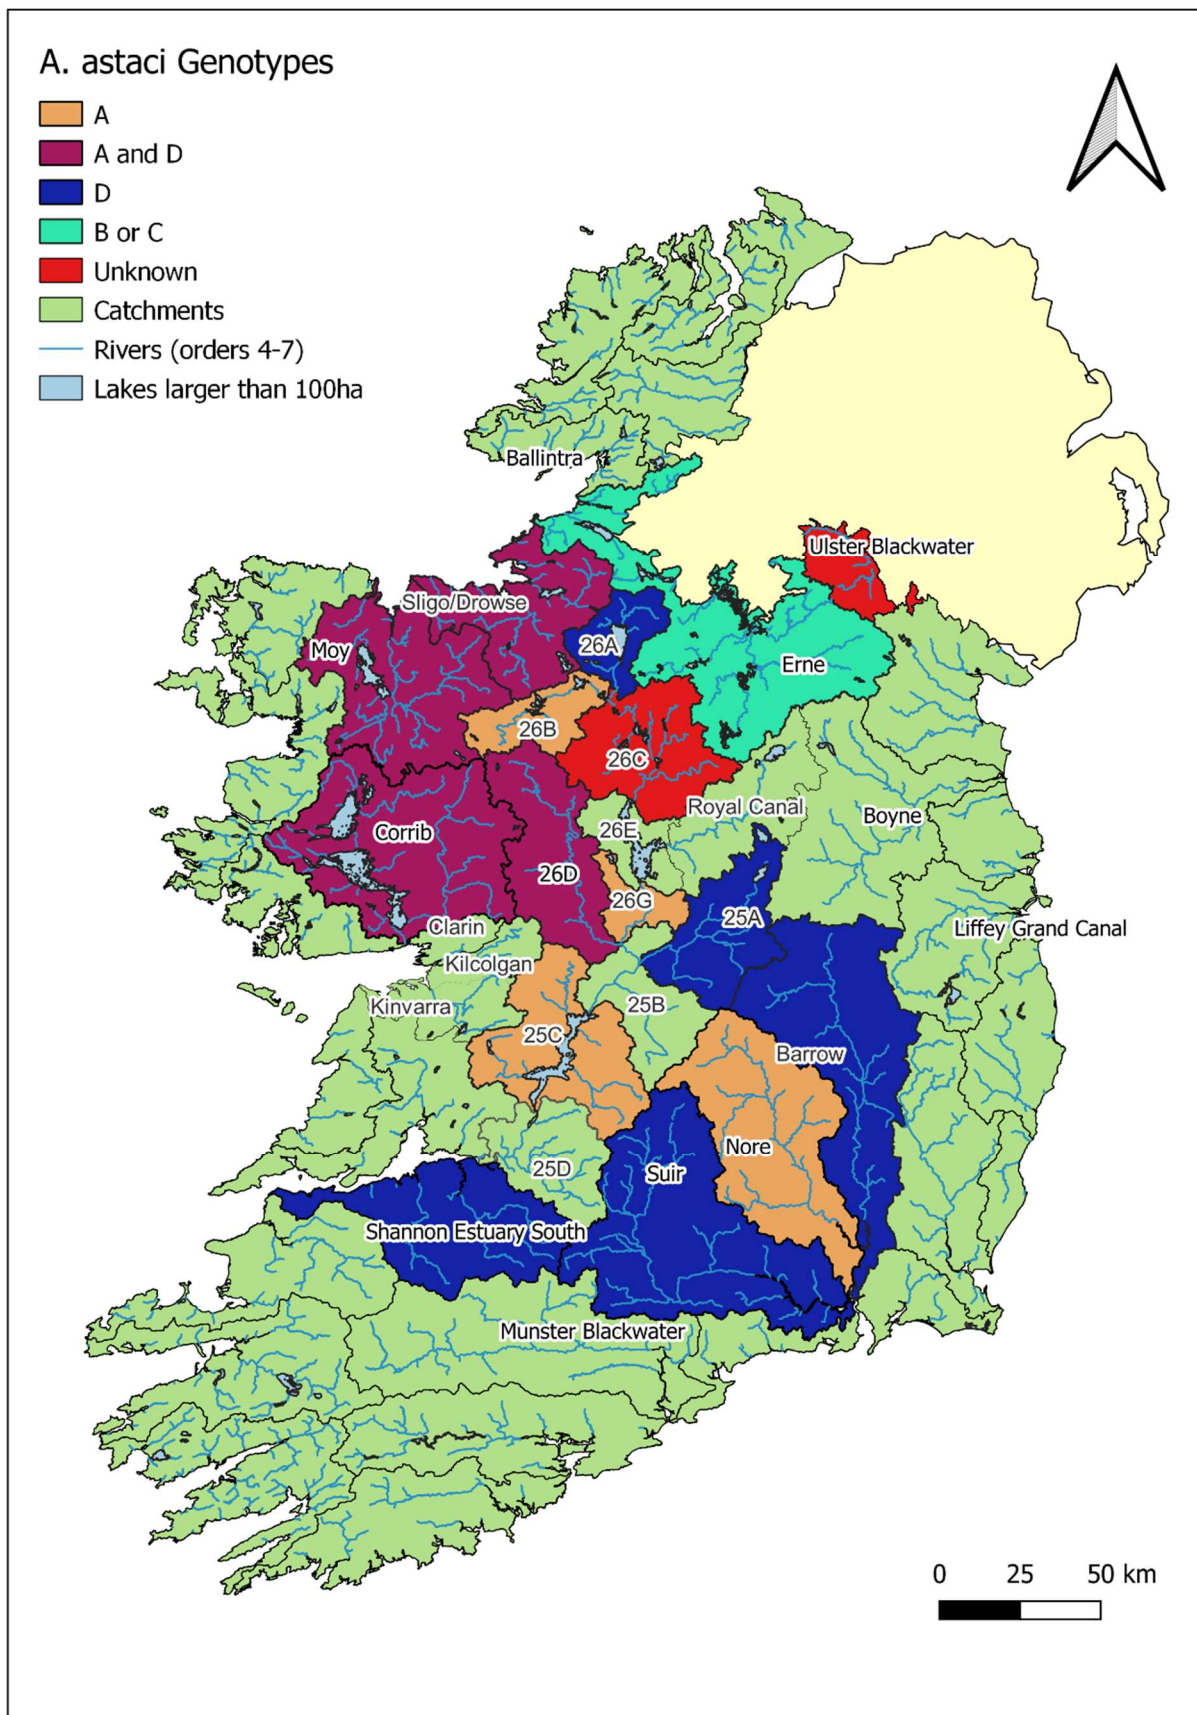 A. astaci Genotypes
A
A and D
D
B or C
Unknown
Catchments
Rivers (orders 4-7)
Lakes larger than 100ha
Ballintra
Ulster Blackwater
Sligo/Drowse
26A
Moy
Erne
26B
26C
Royal Canal
Boyne
26E
Corrib
26D
26G
25A
Clarin
Liffey Grand Canal
Kilcolgan
Kinvarra
25B
25C
Barrow
Nore
25D
Suir
Shannon Estuary South
Munster Blackwater
0 25 50 km